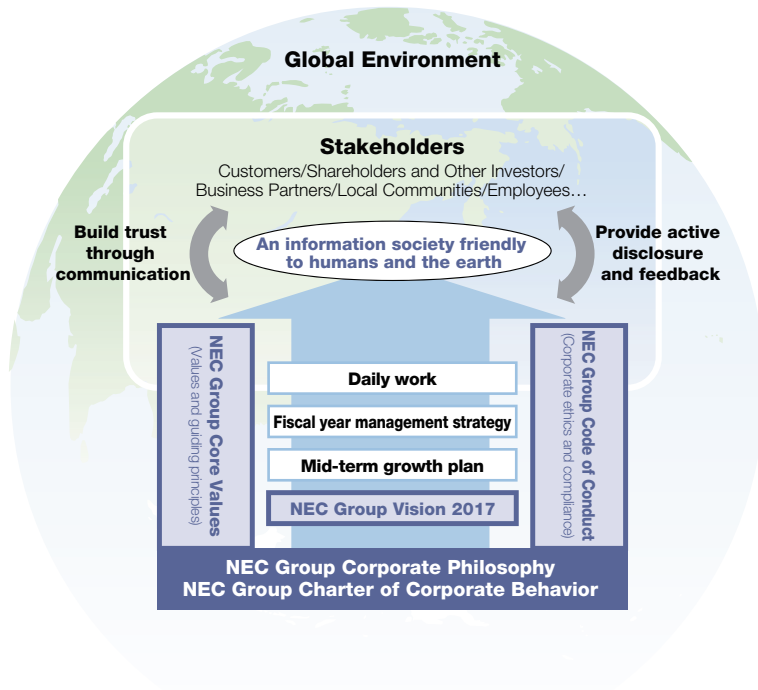 Global Environment
Stakeholders
Customers/Shareholders and Other Investors/
Business Partners/Local Communities/Employees…
Build trust
through
communication
An information society friendly
to humans and the earth
Provide active
disclosure
and feedback
NEC Group Core Values
(Values and guiding principles)
Daily work
Fiscal year management strategy
Mid-term growth plan
NEC Group Vision 2017
NEC Group Code of Conduct
(Corporate ethics and compliance)
NEC Group Corporate Philosophy
NEC Group Charter of Corporate Behavior